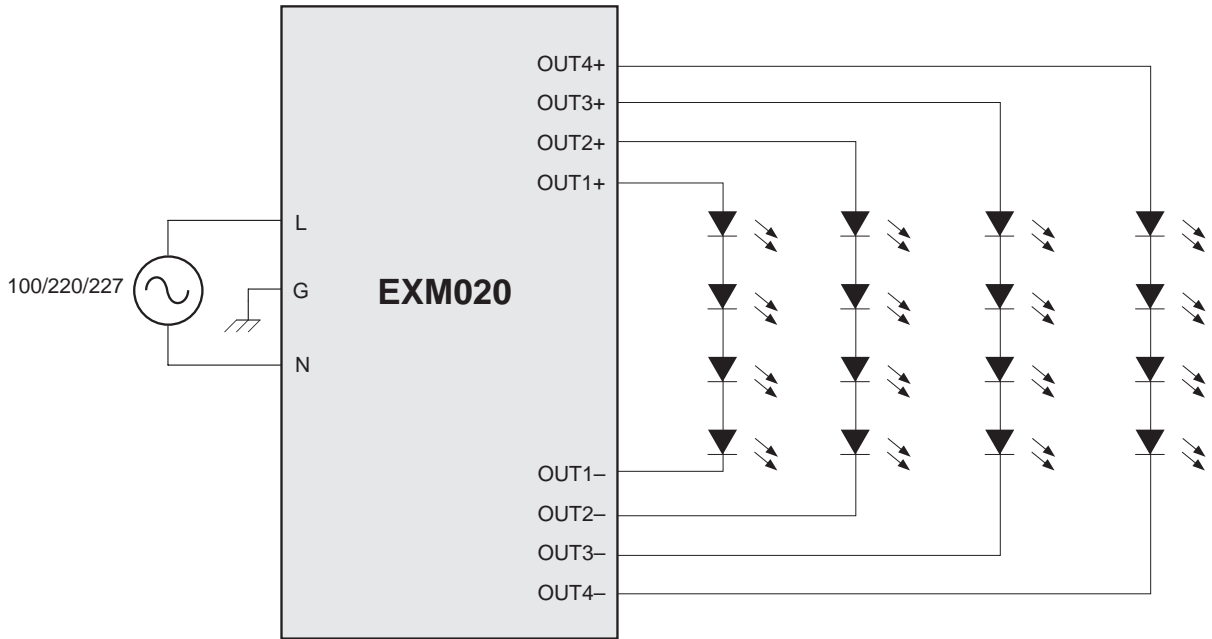 OUT4+
OUT3+
OUT2+
OUT1+
L
100/220/227
G
EXM020
N
OUT1–
OUT2–
OUT3–
OUT4–